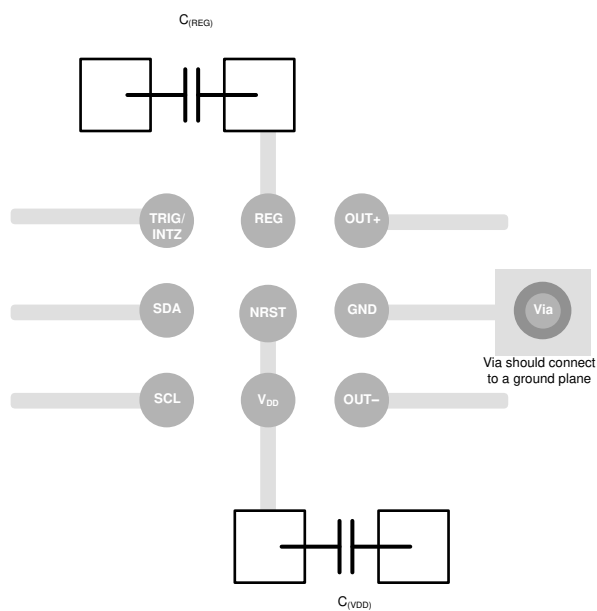 C(REG)
TRIG/
INTZ
REG
OUT+
SDA
NRST
GND
Via
Via should connect
to a ground plane
SCL
VDD
OUT−
C(VDD)